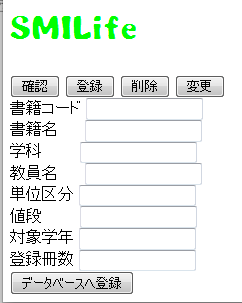 SMILife
確認 登録 削除 変更
書籍コード
書籍名
学科
教員名
単位区分
値段
対象学年
登録冊数
データベースへ登録